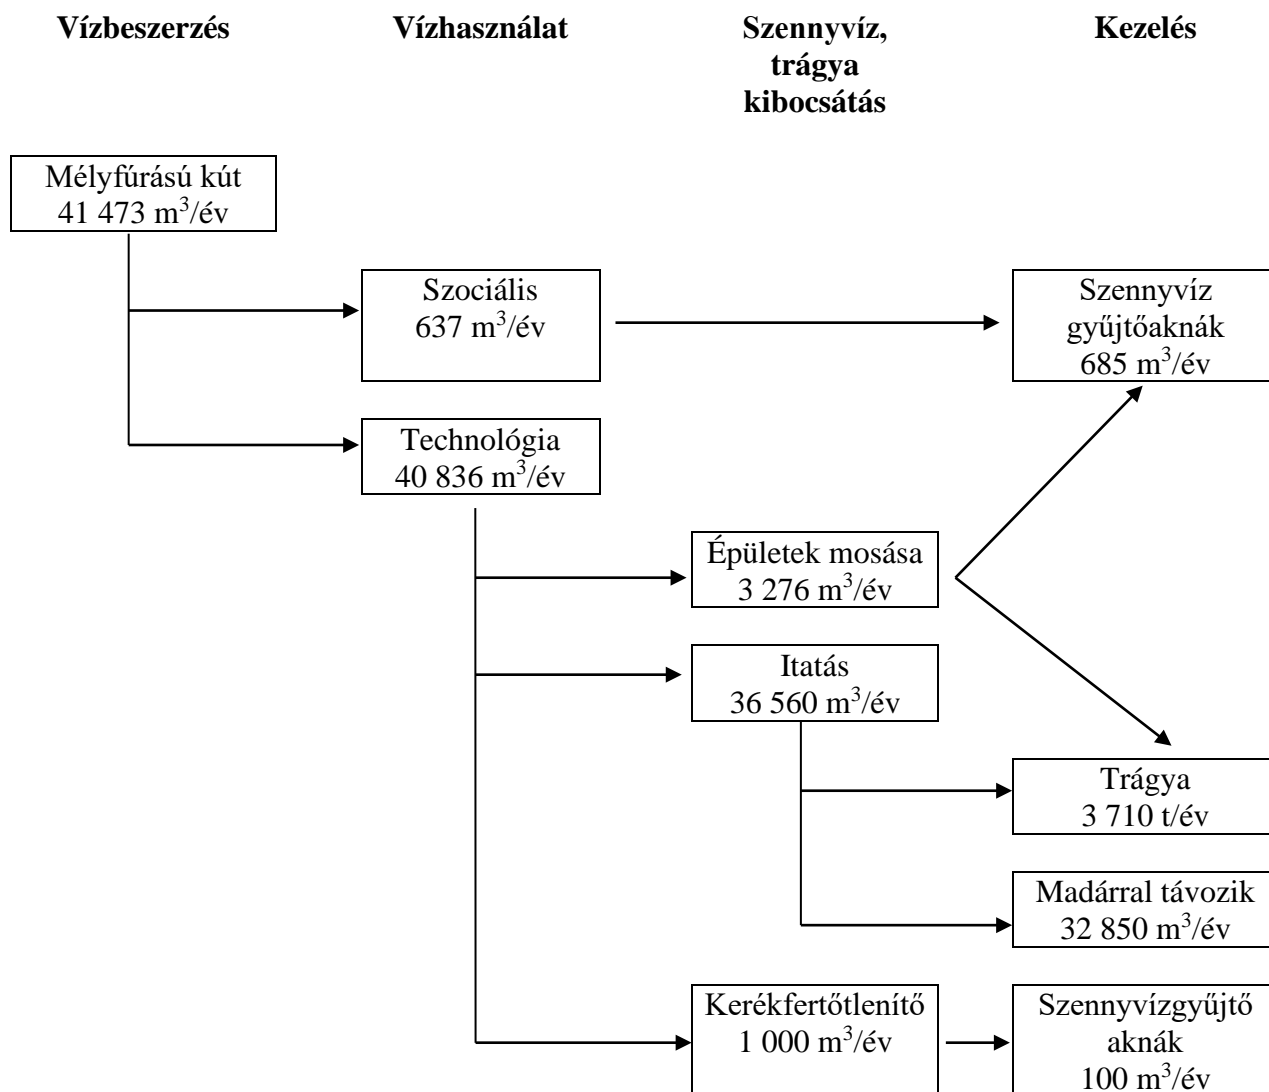 Vízbeszerzés
Vízhasználat
Szennyvíz,
trágya
kibocsátás
Kezelés
Mélyfúrású kút
41 473 m³/év
Szociális
637 m³/év
Szennyvíz
gyűjtőaknák
685 m³/év
Technológia
40 836 m³/év
Épületek mosása
3 276 m³/év
Itatás
36 560 m³/év
Trágya
3 710 t/év
Madárral távozik
32 850 m³/év
Kerékfertőtlenítő
1 000 m³/év
Szennyvízgyűjtő
aknák
100 m³/év